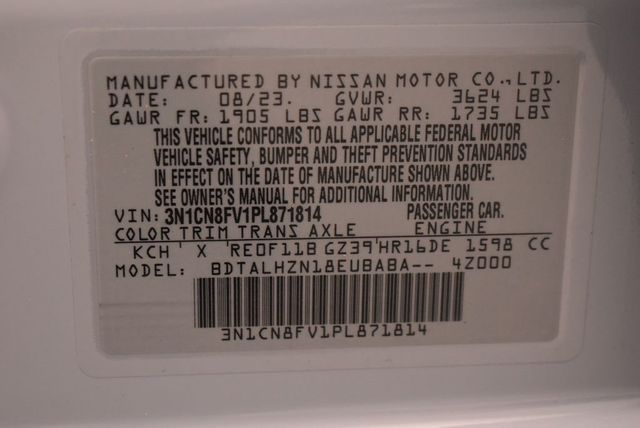 MANUFACTURED BY NISSAN MOTOR CO.,LTD.
DATE: 08/23. GVWR: 3624 LBS
GAWR FR: 1905 LBS GAWR RR: 1735 LBS
THIS VEHICLE CONFORMS TO ALL APPLICABLE FEDERAL MOTOR
VEHICLE SAFETY, BUMPER AND THEFT PREVENTION STANDARDS
IN EFFECT ON THE DATE OF MANUFACTURE SHOWN ABOVE.
SEE OWNER'S MANUAL FOR ADDITIONAL INFORMATION.
VIN: 3N1CN8FV1PL871814 PASSENGER CAR.
COLOR TRIM TRANS AXLE ENGINE
KCH ' X 'RE0F11B GZ39'HR16DE 1598 CC
MODEL: BDTALHZN18EUBABA-- 4Z000
3N1CN8FV1PL871814